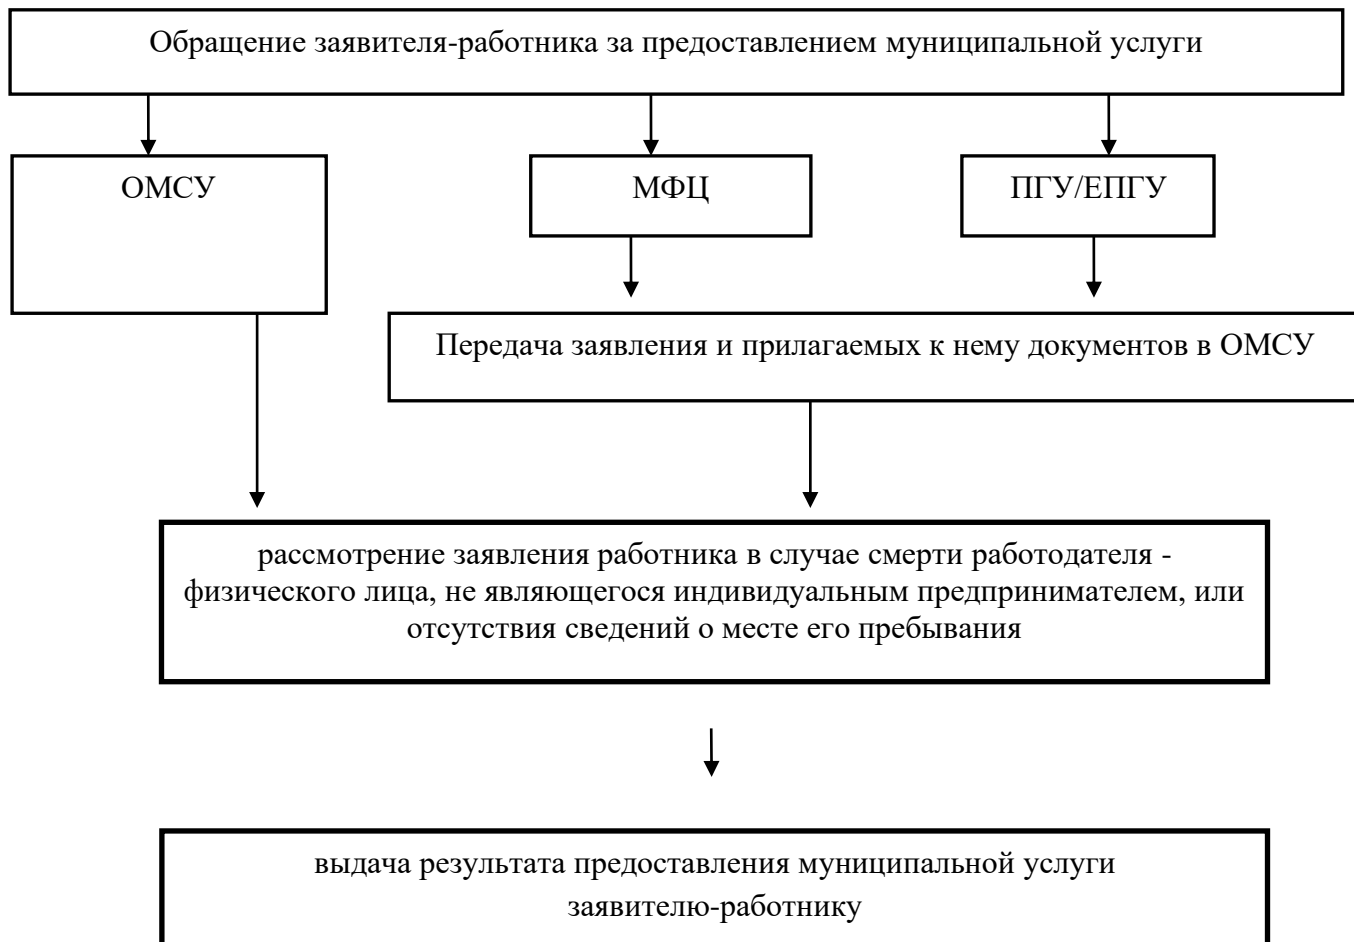 Обращение заявителя-работника за предоставлением муниципальной услуги
ОМСУ
МФЦ
ПГУ/ЕПГУ
Передача заявления и прилагаемых к нему документов в ОМСУ
рассмотрение заявления работника в случае смерти работодателя -
физического лица, не являющегося индивидуальным предпринимателем, или
отсутствия сведений о месте его пребывания
выдача результата предоставления муниципальной услуги
заявителю-работнику